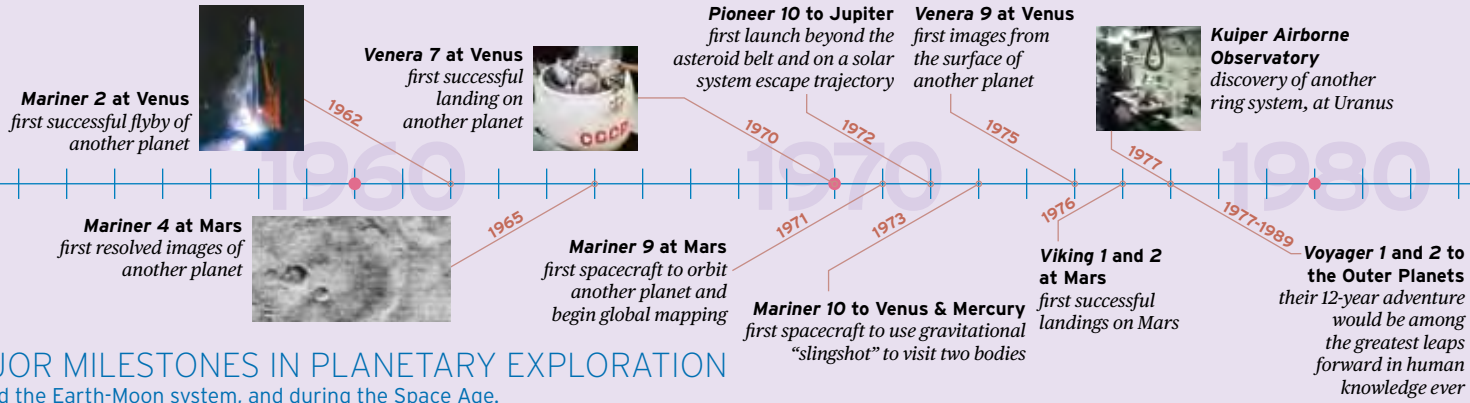 Mariner 2 at Venus
first successful flyby of
another planet
1962
Venera 7 at Venus
first successful
landing on
another planet
CCCP
1970
Pioneer 10 to Jupiter
first launch beyond the
asteroid belt and on a solar
system escape trajectory
1972
Venera 9 at Venus
first images from
the surface of
another planet
1975
Kuiper Airborne
Observatory
discovery of another
ring system, at Uranus
1977
1960
1970
1980
Mariner 4 at Mars
first resolved images of
another planet
1965
Mariner 9 at Mars
first spacecraft to orbit
another planet and
begin global mapping
1971
1973
Mariner 10 to Venus & Mercury
first spacecraft to use gravitational
“slingshot” to visit two bodies
1976
Viking 1 and 2
at Mars
first successful
landings on Mars
1977-1989
Voyager 1 and 2 to
the Outer Planets
their 12-year adventure
would be among
the greatest leaps
forward in human
knowledge ever
JOR MILESTONES IN PLANETARY EXPLORATION
d the Earth-Moon system, and during the Space Age.